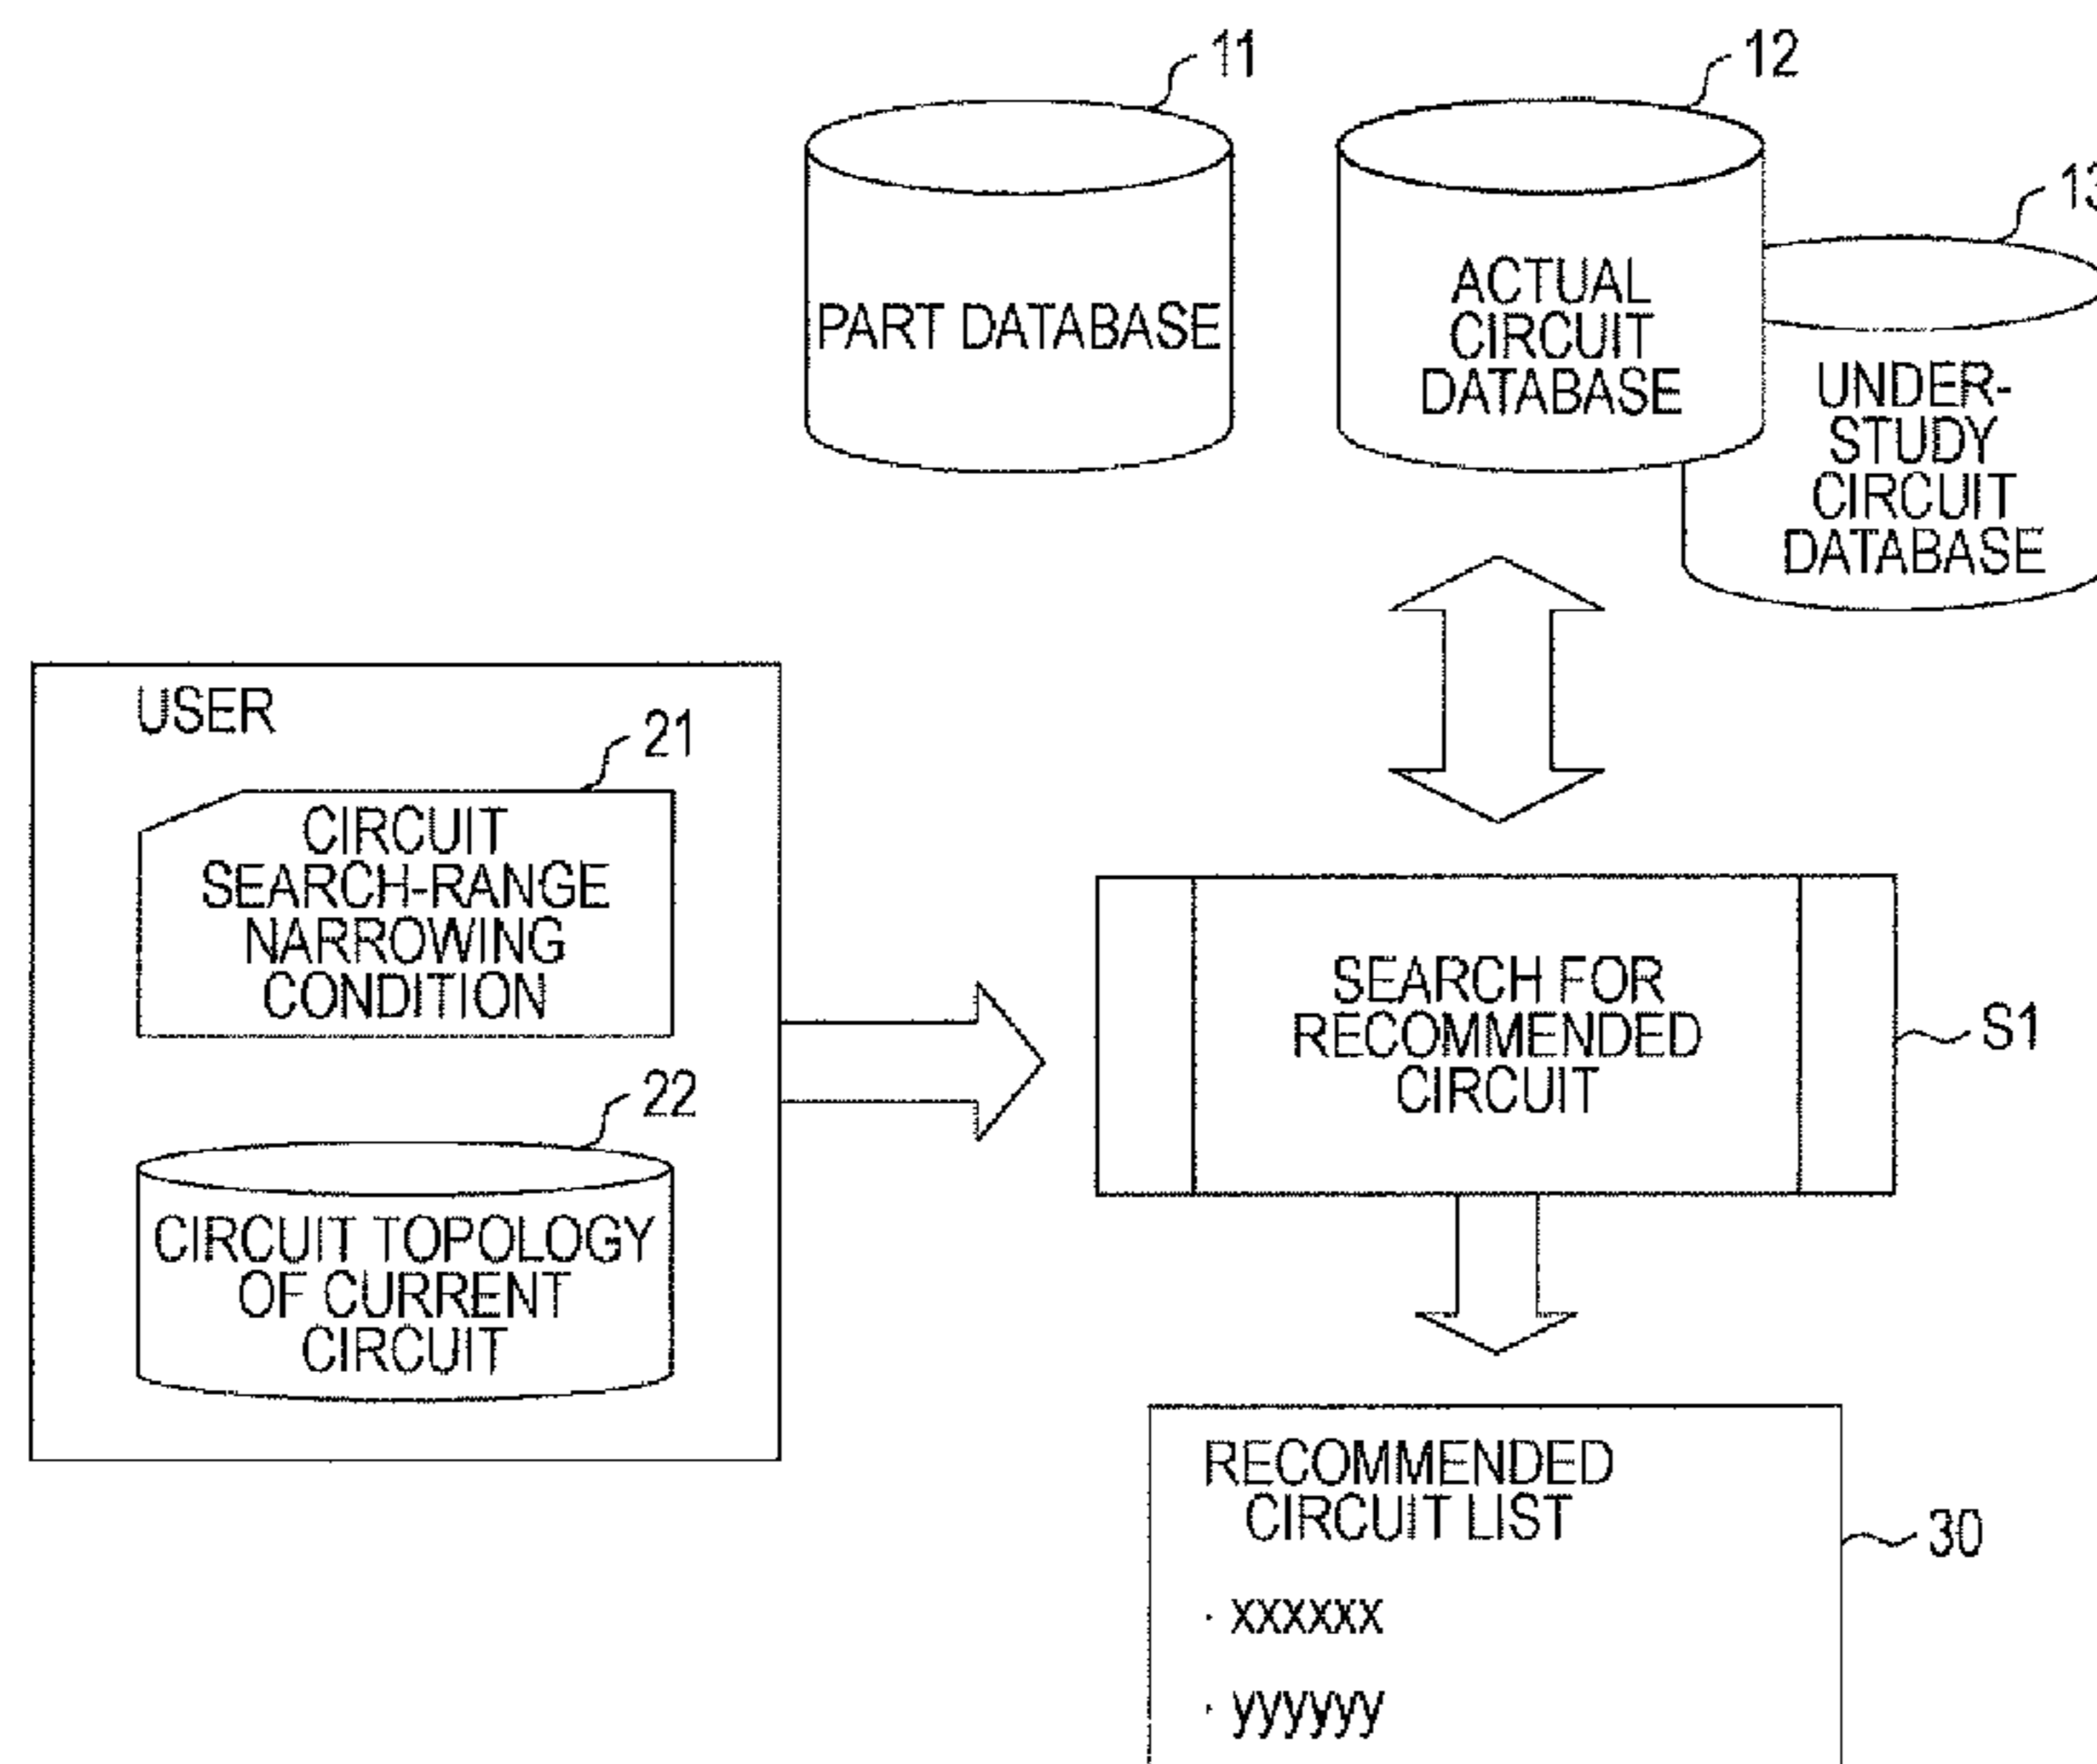 11
12
13
PART DATABASE
ACTUAL
CIRCUIT
DATABASE
UNDER-
STUDY
CIRCUIT
DATABASE
USER
21
CIRCUIT
SEARCH-RANGE
NARROWING
CONDITION
22
CIRCUIT TOPOLOGY
OF CURRENT
CIRCUIT
SEARCH FOR
RECOMMENDED
CIRCUIT
S1
RECOMMENDED
CIRCUIT LIST
30
· xxxxxx
· yyyyyy